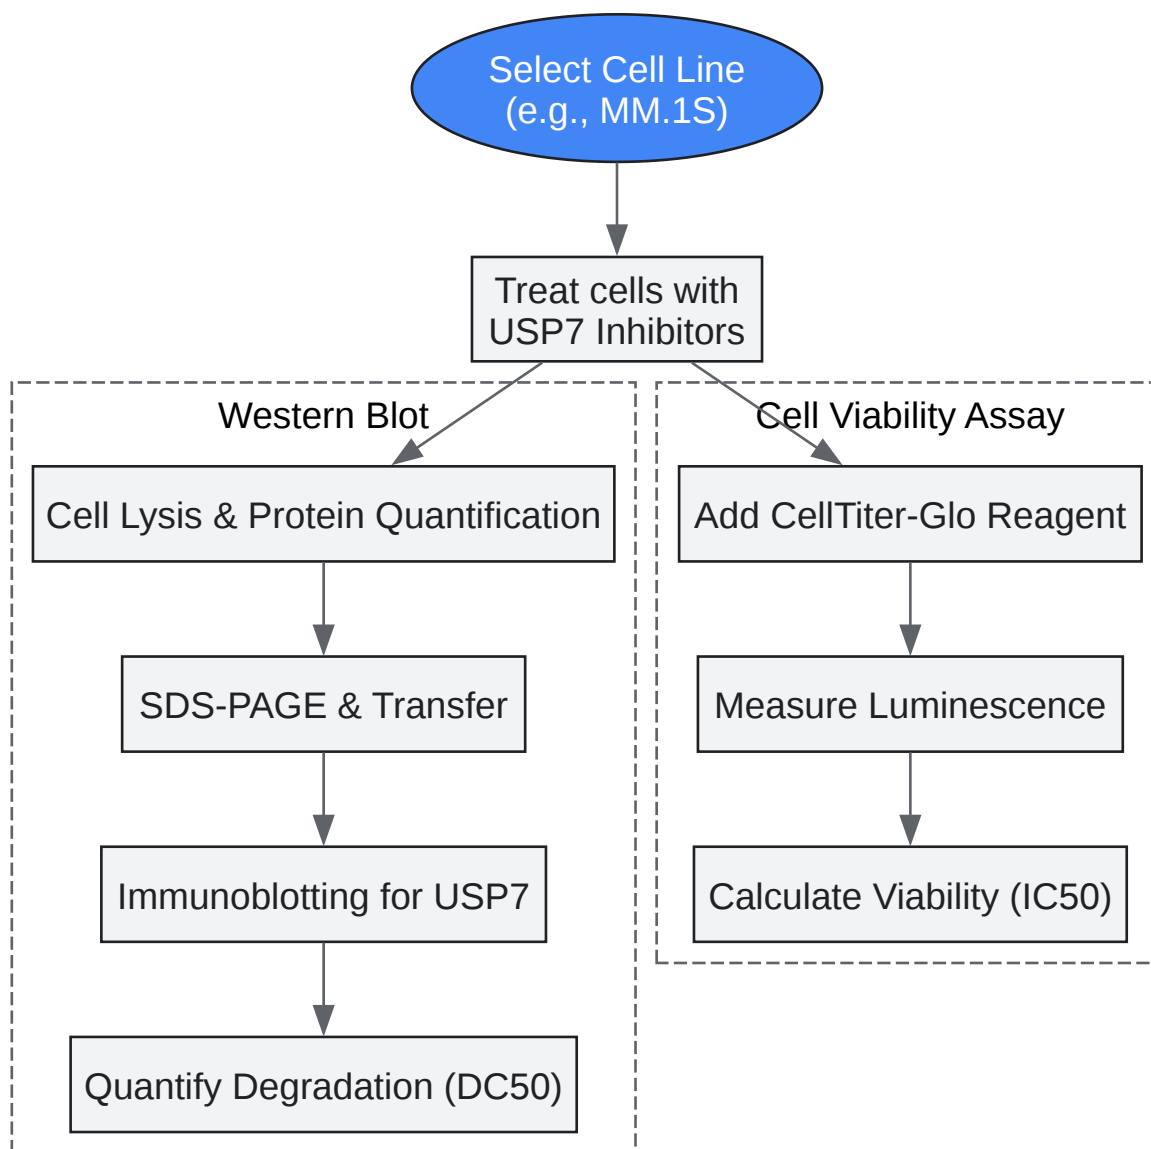 Select Cell Line
(e.g., MM.1S)
Treat cells with
USP7 Inhibitors
Western Blot
Cell Lysis & Protein Quantification
SDS-PAGE & Transfer
Immunoblotting for USP7
Quantify Degradation (DC50)
Cell Viability Assay
Add CellTiter-Glo Reagent
Measure Luminescence
Calculate Viability (IC50)